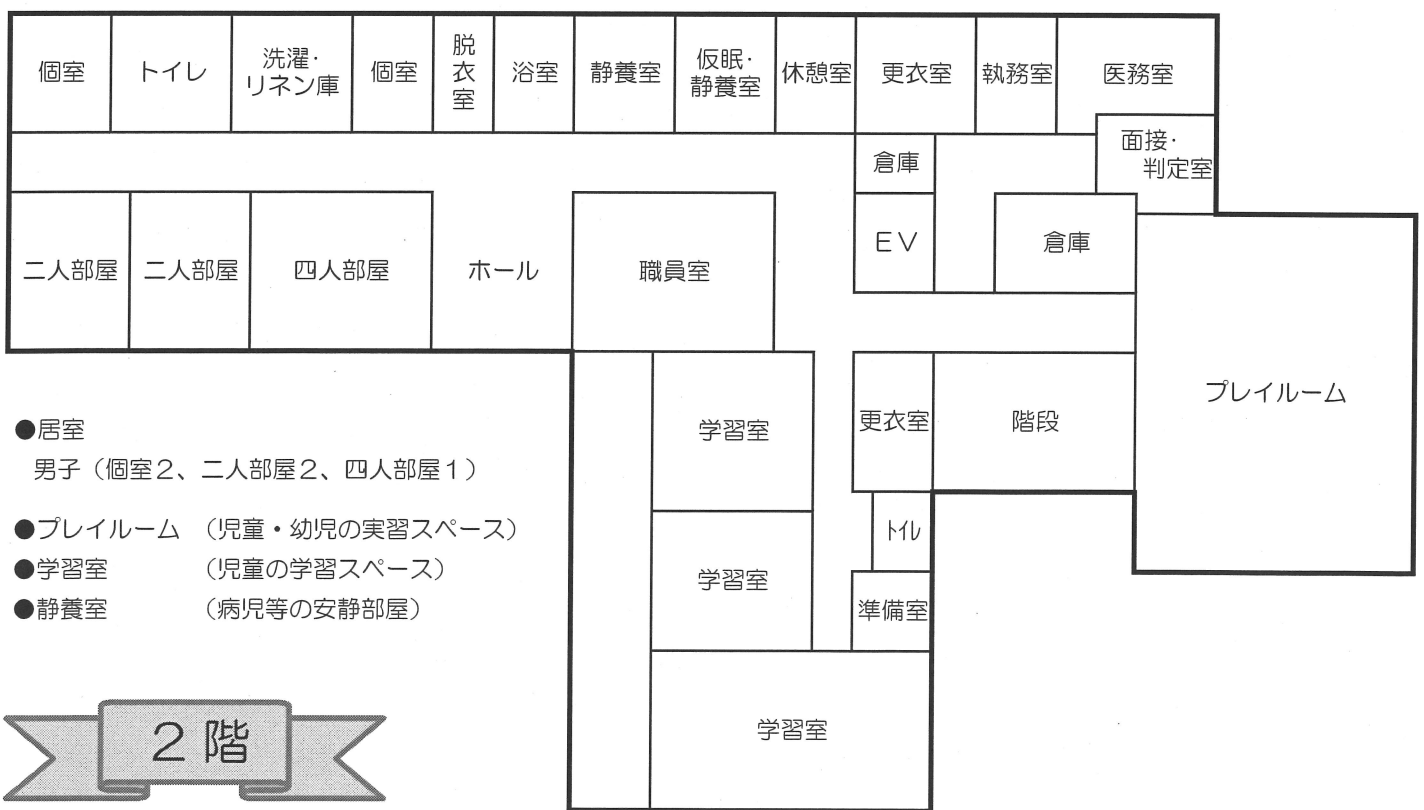 個室
トイレ
洗濯・
リネン庫
個室
脱衣室
浴室
静養室
仮眠・
静養室
休憩室
更衣室
執務室
医務室
面接・
判定室
倉庫
EV
倉庫
二人部屋
二人部屋
四人部屋
ホール
職員室
プレイルーム
学習室
更衣室
階段
トイレ
学習室
準備室
学習室
●居室
男子（個室2、二人部屋2、四人部屋1）
●プレイルーム （児童・幼児の実習スペース）
●学習室 （児童の学習スペース）
●静養室 （病児等の安静部屋）
2階